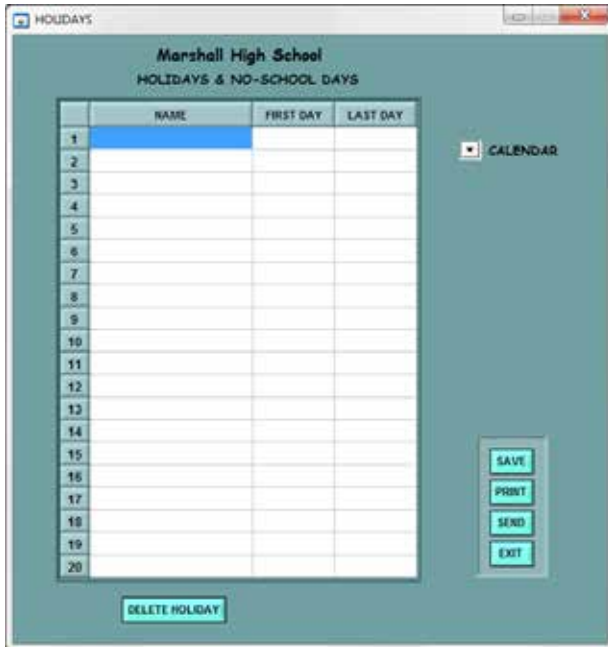 HOLIDAYS
Marshall High School
HOLIDAYS & NO-SCHOOL DAYS
NAME FIRST DAY LAST DAY
1
2
3
4
5
6
7
8
9
10
11
12
13
14
15
16
17
18
19
20
CALENDAR
SAVE
PRINT
SEND
EXIT
DELETE HOLIDAY